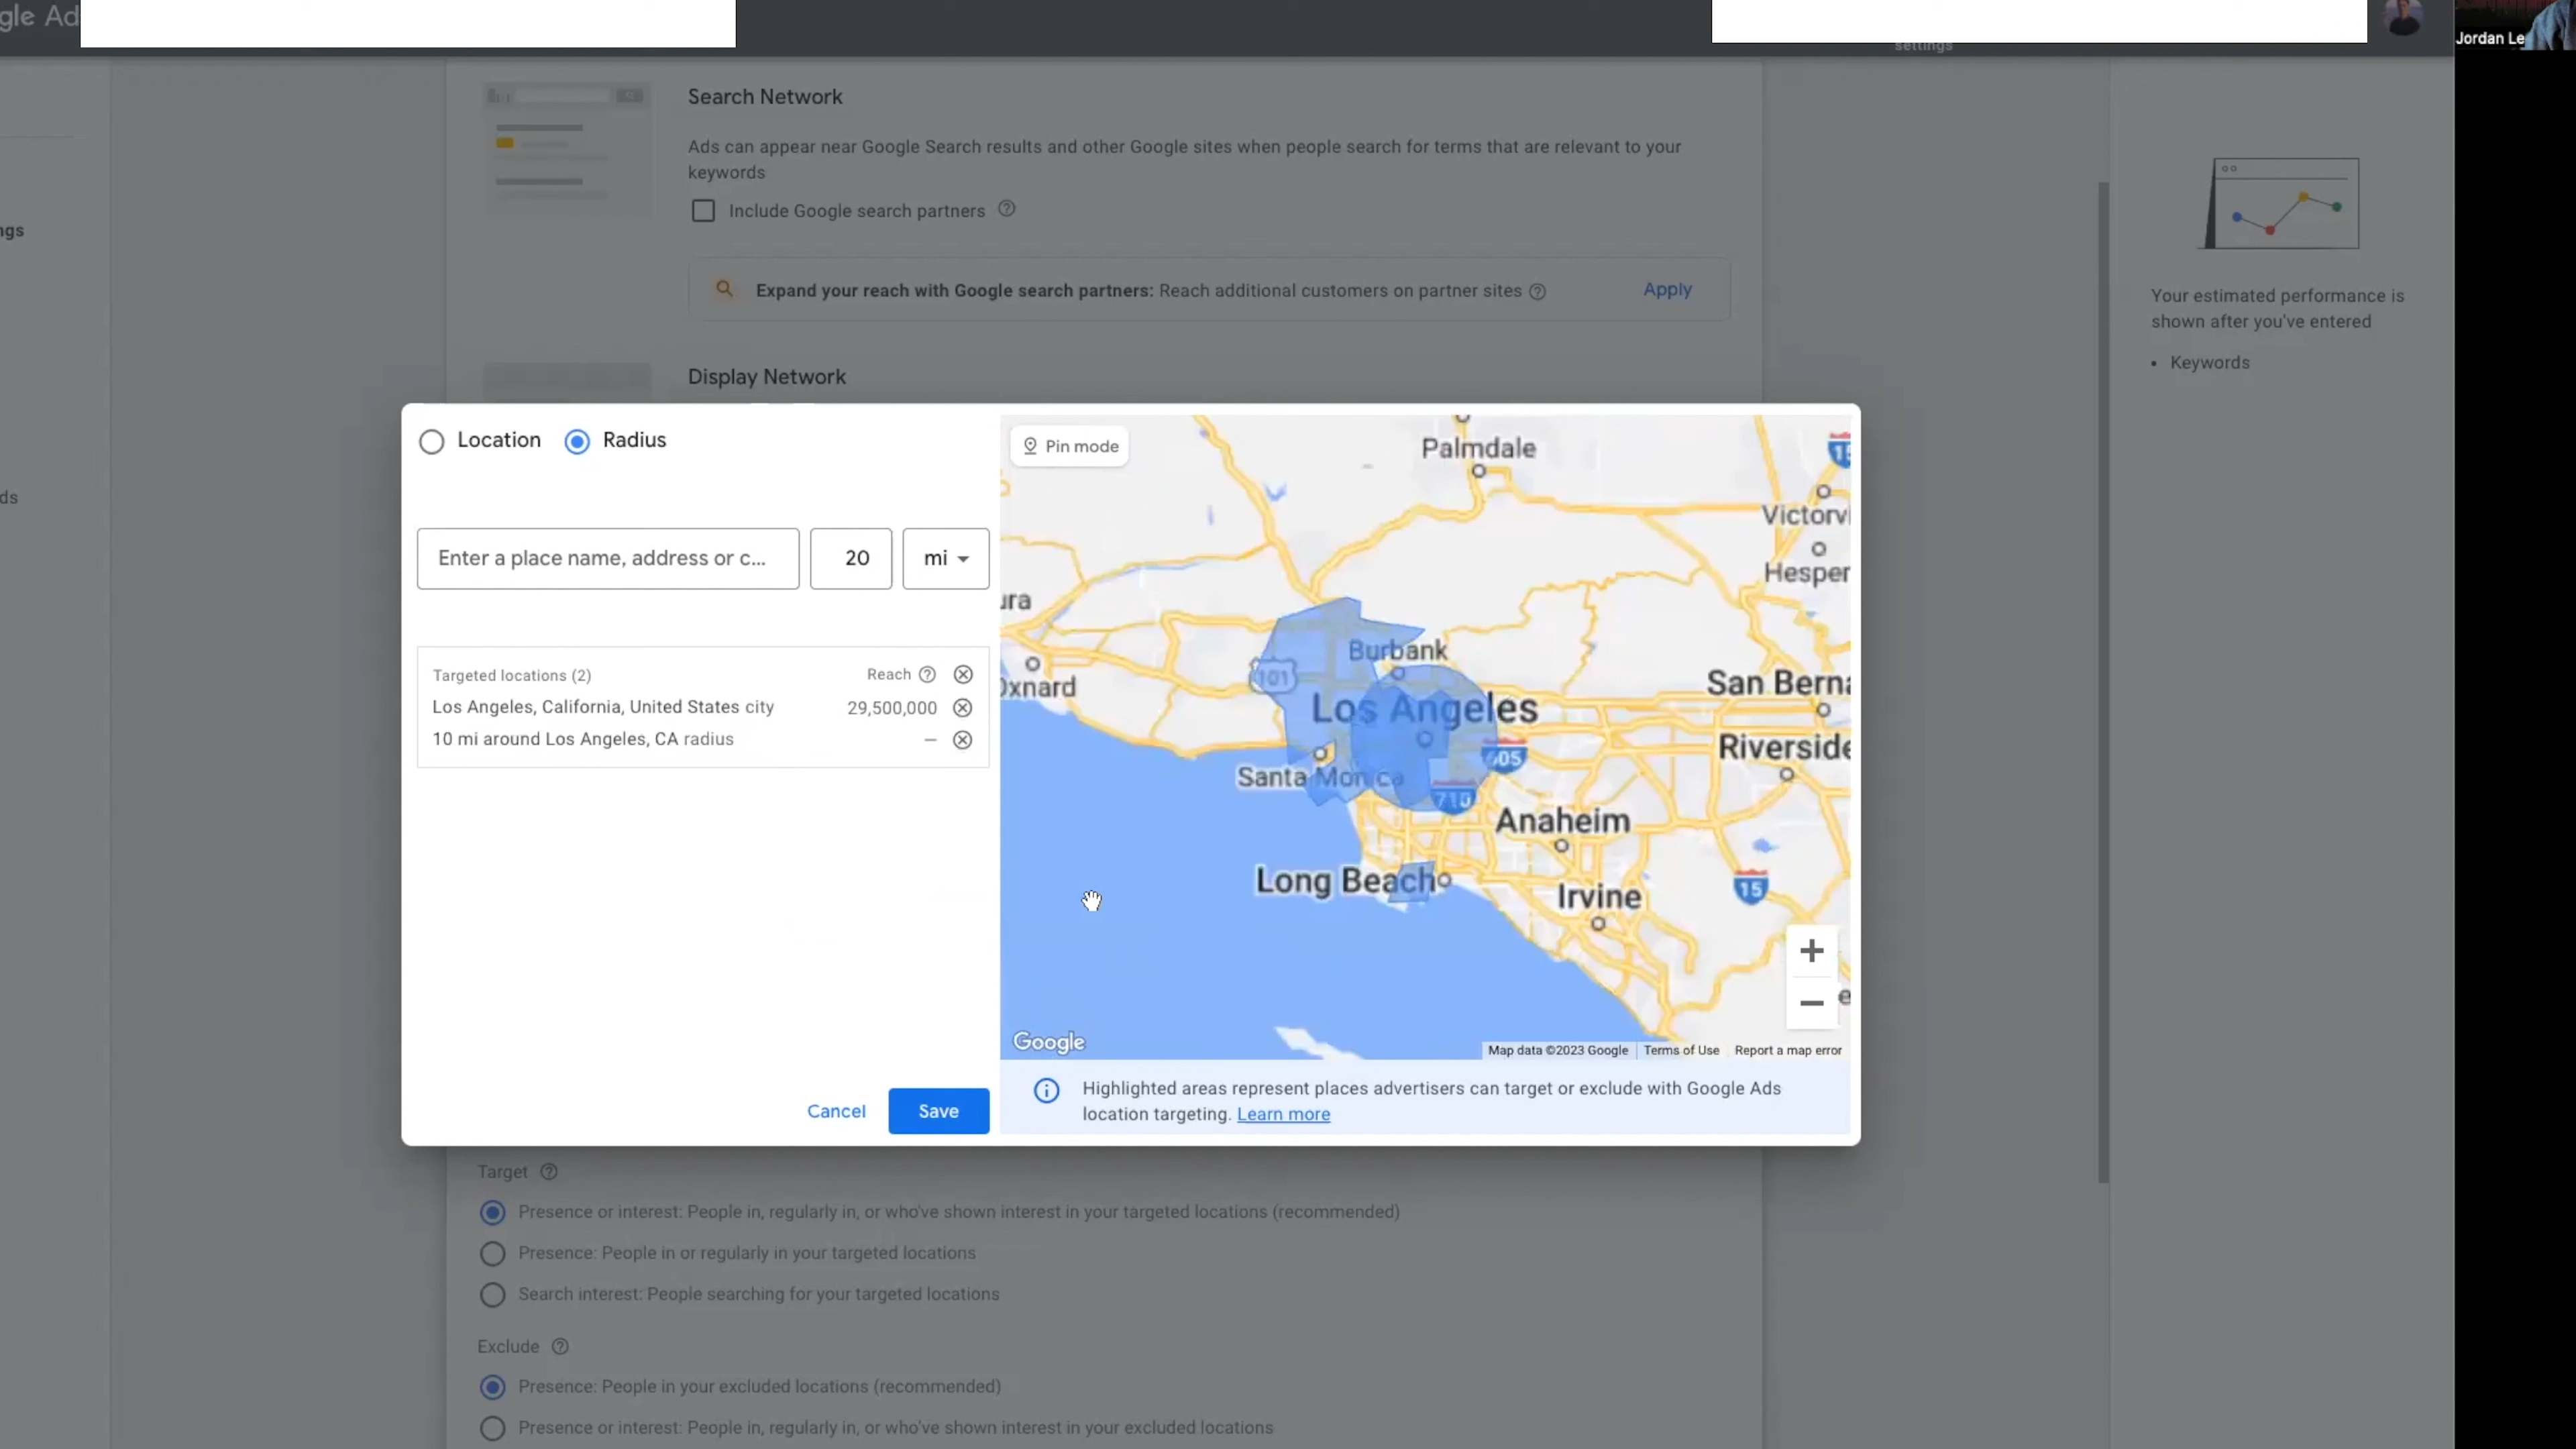 gle Ad
settings
Jordan Le
Search Network
Ads can appear near Google Search results and other Google sites when people search for terms that are relevant to your
keywords
Include Google search partners
Expand your reach with Google search partners: Reach additional customers on partner sites
Apply
Display Network
ngs
ds
Your estimated performance is
shown after you've entered
• Keywords
Location
Radius
Enter a place name, address or c...
20
mi
Targeted locations (2)
Reach
Los Angeles, California, United States city
29,500,000
10 mi around Los Angeles, CA radius
–
Cancel
Save
Pin mode
Palmdale
15
Victorvi
Hesper
ura
Oxnard
101
Burbank
Los Angeles
San Berna
Riverside
605
Santa Monica
710
Anaheim
Long Beach
Irvine
15
Google
Map data ©2023 Google
Terms of Use
Report a map error
Highlighted areas represent places advertisers can target or exclude with Google Ads
location targeting. Learn more
Target
Presence or interest: People in, regularly in, or who've shown interest in your targeted locations (recommended)
Presence: People in or regularly in your targeted locations
Search interest: People searching for your targeted locations
Exclude
Presence: People in your excluded locations (recommended)
Presence or interest: People in, regularly in, or who've shown interest in your excluded locations